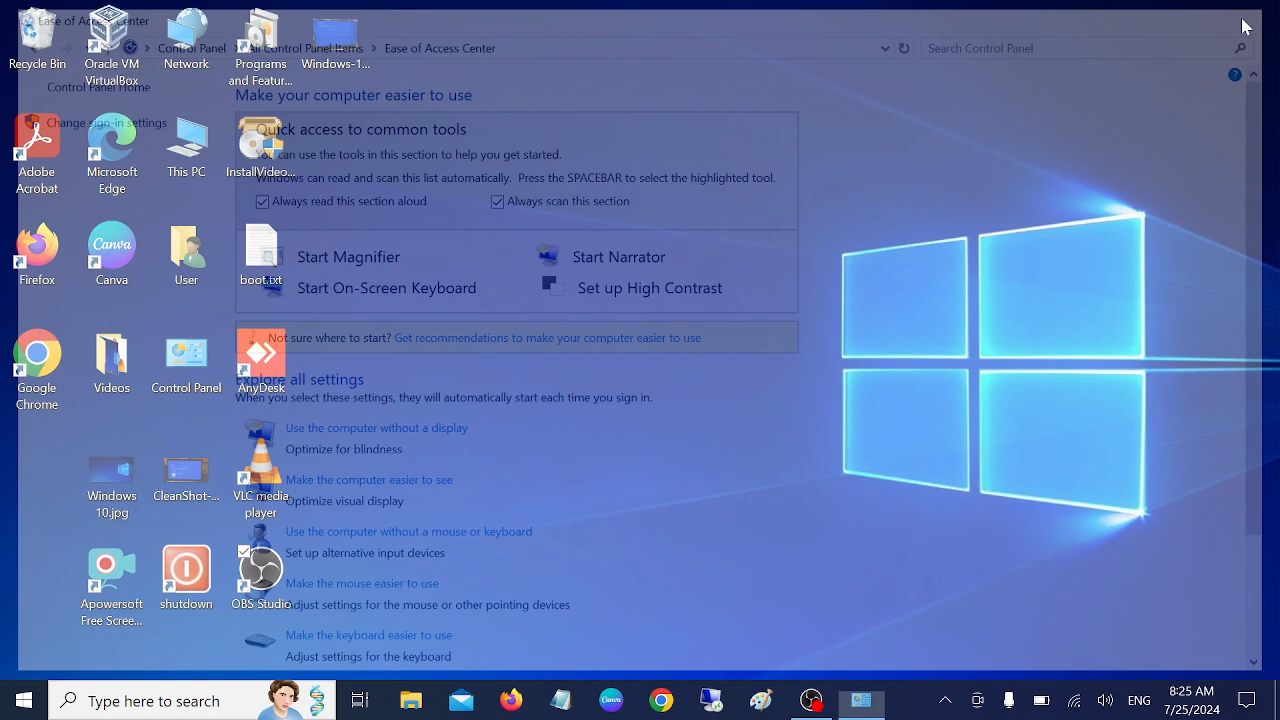 Ease of Access Center
Control Panel
All Control Panel Items
Ease of Access Center
Search Control Panel
Control Panel Home
Change sign-in settings
Make your computer easier to use
Quick access to common tools
You can use the tools in this section to help you get started.
Windows can read and scan this list automatically. Press the SPACEBAR to select the highlighted tool.
Always read this section aloud
Always scan this section
Start Magnifier
Start Narrator
Start On-Screen Keyboard
Set up High Contrast
Not sure where to start? Get recommendations to make your computer easier to use
Explore all settings
When you select these settings, they will automatically start each time you sign in.
Use the computer without a display
Optimize for blindness
Make the computer easier to see
Optimize visual display
Use the computer without a mouse or keyboard
Set up alternative input devices
Make the mouse easier to use
Adjust settings for the mouse or other pointing devices
Make the keyboard easier to use
Adjust settings for the keyboard
Recycle Bin
Oracle VM
VirtualBox
Network
Programs
and Featur...
Windows-1...
Adobe
Acrobat
Microsoft
Edge
This PC
InstallVideo...
Firefox
Canva
Canva
User
boot.txt
Google
Chrome
Videos
Control Panel
AnyDesk
Windows
10.jpg
CleanShot-...
VLC media
player
Apowersoft
Free Scree...
shutdown
OBS Studio
Type here to search
Canva
ENG
8:25 AM
7/25/2024